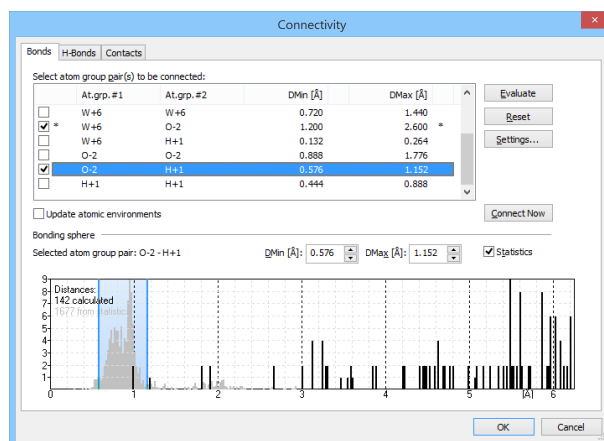 Connectivity
Bonds H-Bonds Contacts
Select atom group pair(s) to be connected:
At.grp.#1 At.grp.#2 DMin [Å] DMax [Å]
W+6 W+6 0.720 1.440
* W+6 O-2 1.200 2.600 *
W+6 H+1 0.132 0.264
O-2 O-2 0.888 1.776
O-2 H+1 0.576 1.152
H+1 H+1 0.444 0.888
Evaluate
Reset
Settings...
Update atomic environments
Connect Now
Bonding sphere
Selected atom group pair: O-2 - H+1 DMin [Å]: 0.576 DMax [Å]: 1.152 Statistics
9
8
7
6
5
4
3
2
1
Distances:
142 calculated
1677 from statistics
0 1 2 3 4 5 [Å] 6
OK Cancel